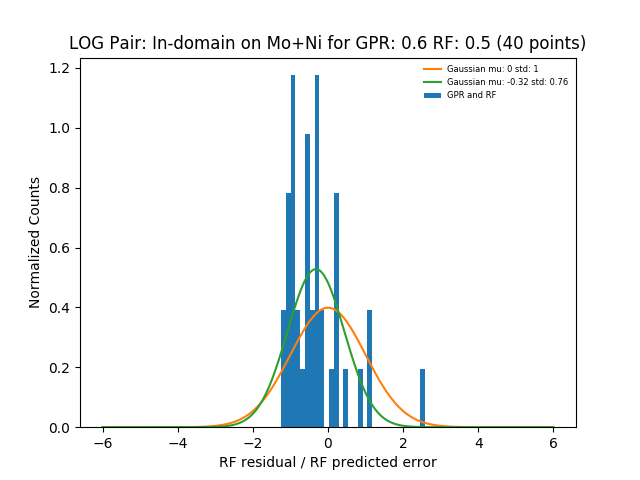 LOG Pair: In-domain on Mo+Ni for GPR: 0.6 RF: 0.5 (40 points)
Gaussian mu: 0 std: 1
Gaussian mu: -0.32 std: 0.76
GPR and RF
Normalized Counts
1.2
1.0
0.8
0.6
0.4
0.2
0.0
−6 −4 −2 0 2 4 6
RF residual / RF predicted error